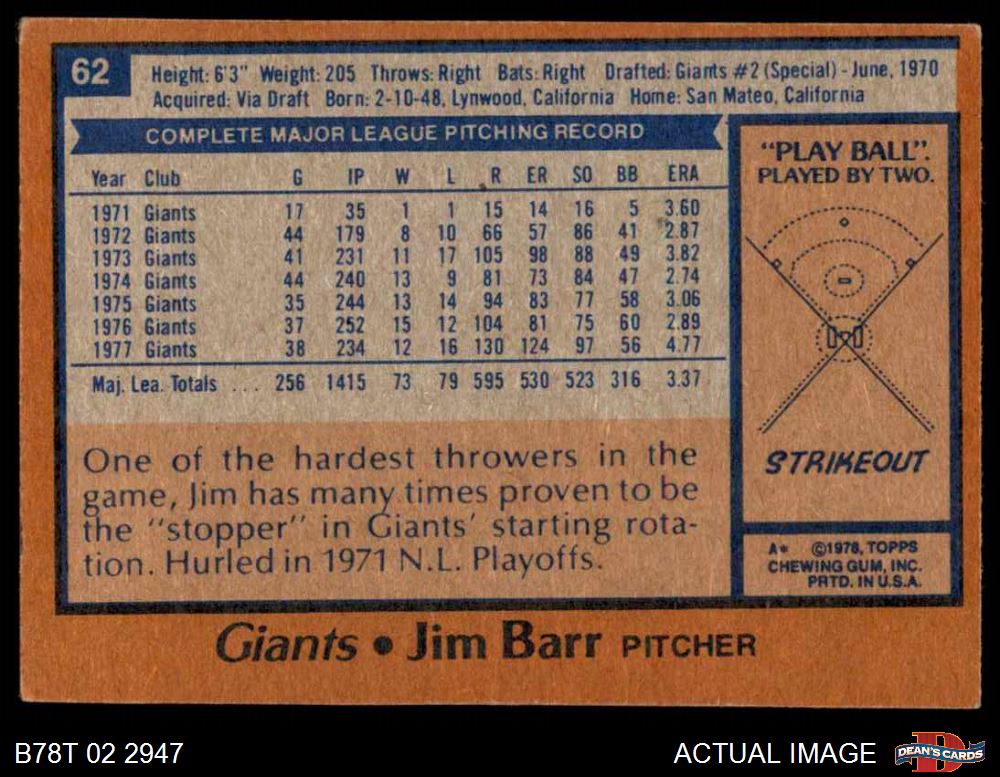 62
Height: 6'3" Weight: 205 Throws: Right Bats: Right Drafted: Giants #2 (Special) - June, 1970
Acquired: Via Draft Born: 2-10-48, Lynwood, California Home: San Mateo, California
COMPLETE MAJOR LEAGUE PITCHING RECORD
Year Club G IP W L R ER SO BB ERA
1971 Giants 17 35 1 1 15 14 16 5 3.60
1972 Giants 44 179 8 10 66 57 86 41 2.87
1973 Giants 41 231 11 17 105 98 88 49 3.82
1974 Giants 44 240 13 9 81 73 84 47 2.74
1975 Giants 35 244 13 14 94 83 77 58 3.06
1976 Giants 37 252 15 12 104 81 75 60 2.89
1977 Giants 38 234 12 16 130 124 97 56 4.77
Maj. Lea. Totals ... 256 1415 73 79 595 530 523 316 3.37
One of the hardest throwers in the
game, Jim has many times proven to be
the "stopper" in Giants' starting rota-
tion. Hurled in 1971 N.L. Playoffs.
"PLAY BALL".
PLAYED BY TWO.
STRIKEOUT
A* ©1978, TOPPS
CHEWING GUM, INC.
PRTD. IN U.S.A.
Giants • Jim Barr PITCHER
B78T 02 2947
ACTUAL IMAGE
DEAN'S CARDS